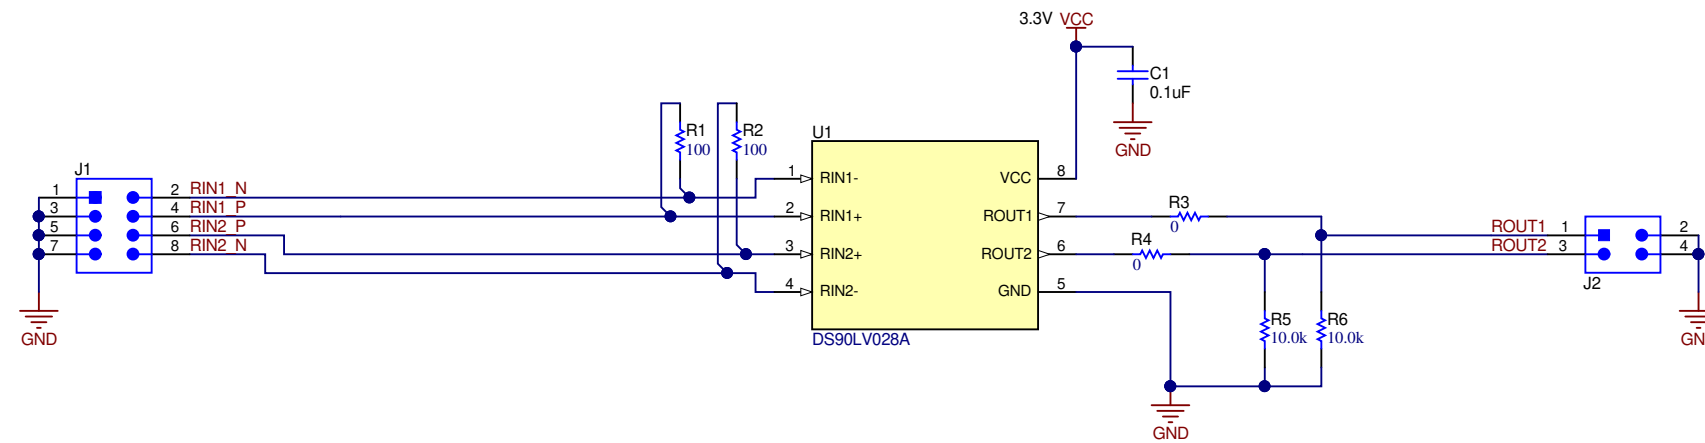 3.3V VCC
C1
0.1uF
GND
R1
100
R2
100
U1
J1
1 2 RIN1_N
3 4 RIN1_P
5 6 RIN2_P
7 8 RIN2_N
GND
1 RIN1-
2 RIN1+
3 RIN2+
4 RIN2-
VCC 8
ROUT1 7
ROUT2 6
GND 5
DS90LV028A
R3
0
R4
0
R5
10.0k
R6
10.0k
GND
ROUT1 1 2
ROUT2 3 4
J2
GN